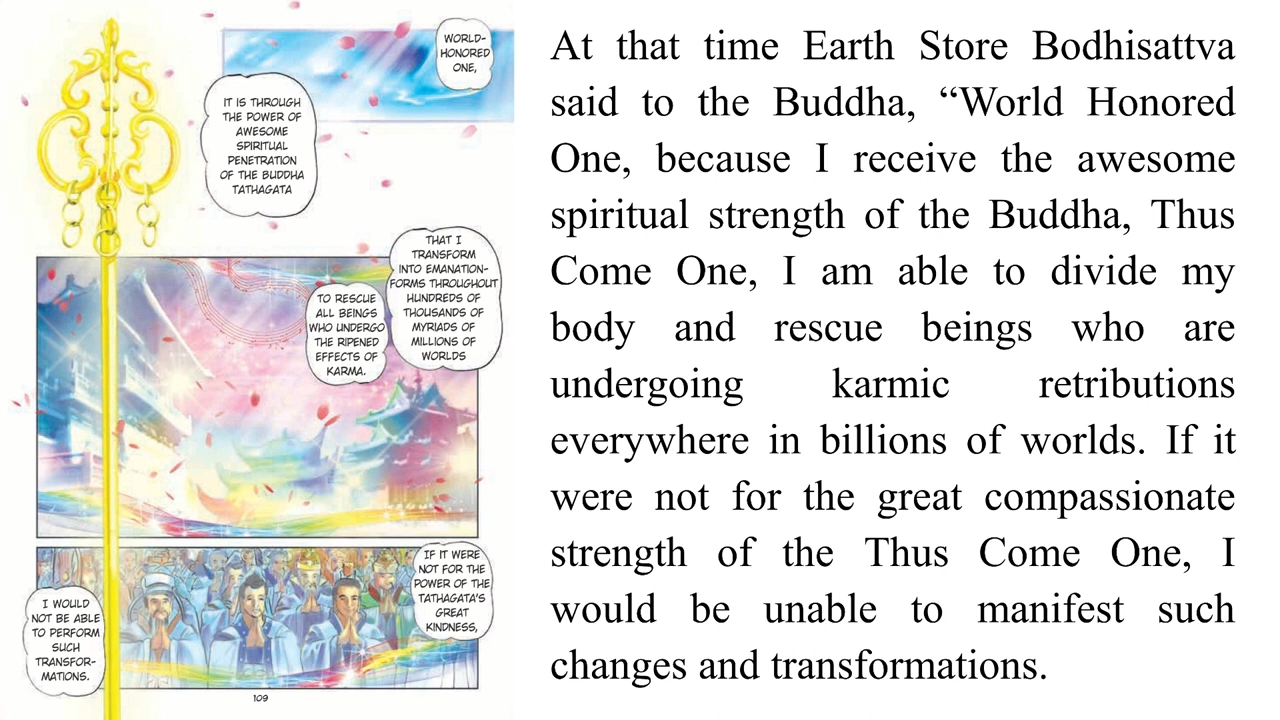 WORLD-
HONORED
ONE,
IT IS THROUGH
THE POWER OF
AWESOME
SPIRITUAL
PENETRATION
OF THE BUDDHA
TATHAGATA
THAT I
TRANSFORM
INTO EMANATION-
FORMS THROUGHOUT
HUNDREDS OF
THOUSANDS OF
MYRIADS OF
MILLIONS OF
WORLDS
TO RESCUE
ALL BEINGS
WHO UNDERGO
THE RIPENED
EFFECTS OF
KARMA.
IF IT WERE
NOT FOR THE
POWER OF THE
TATHAGATA'S
GREAT
KINDNESS,
I WOULD
NOT BE ABLE
TO PERFORM
SUCH
TRANSFOR-
MATIONS.
109
At that time Earth Store Bodhisattva
said to the Buddha, “World Honored
One, because I receive the awesome
spiritual strength of the Buddha, Thus
Come One, I am able to divide my
body and rescue beings who are
undergoing karmic retributions
everywhere in billions of worlds. If it
were not for the great compassionate
strength of the Thus Come One, I
would be unable to manifest such
changes and transformations.